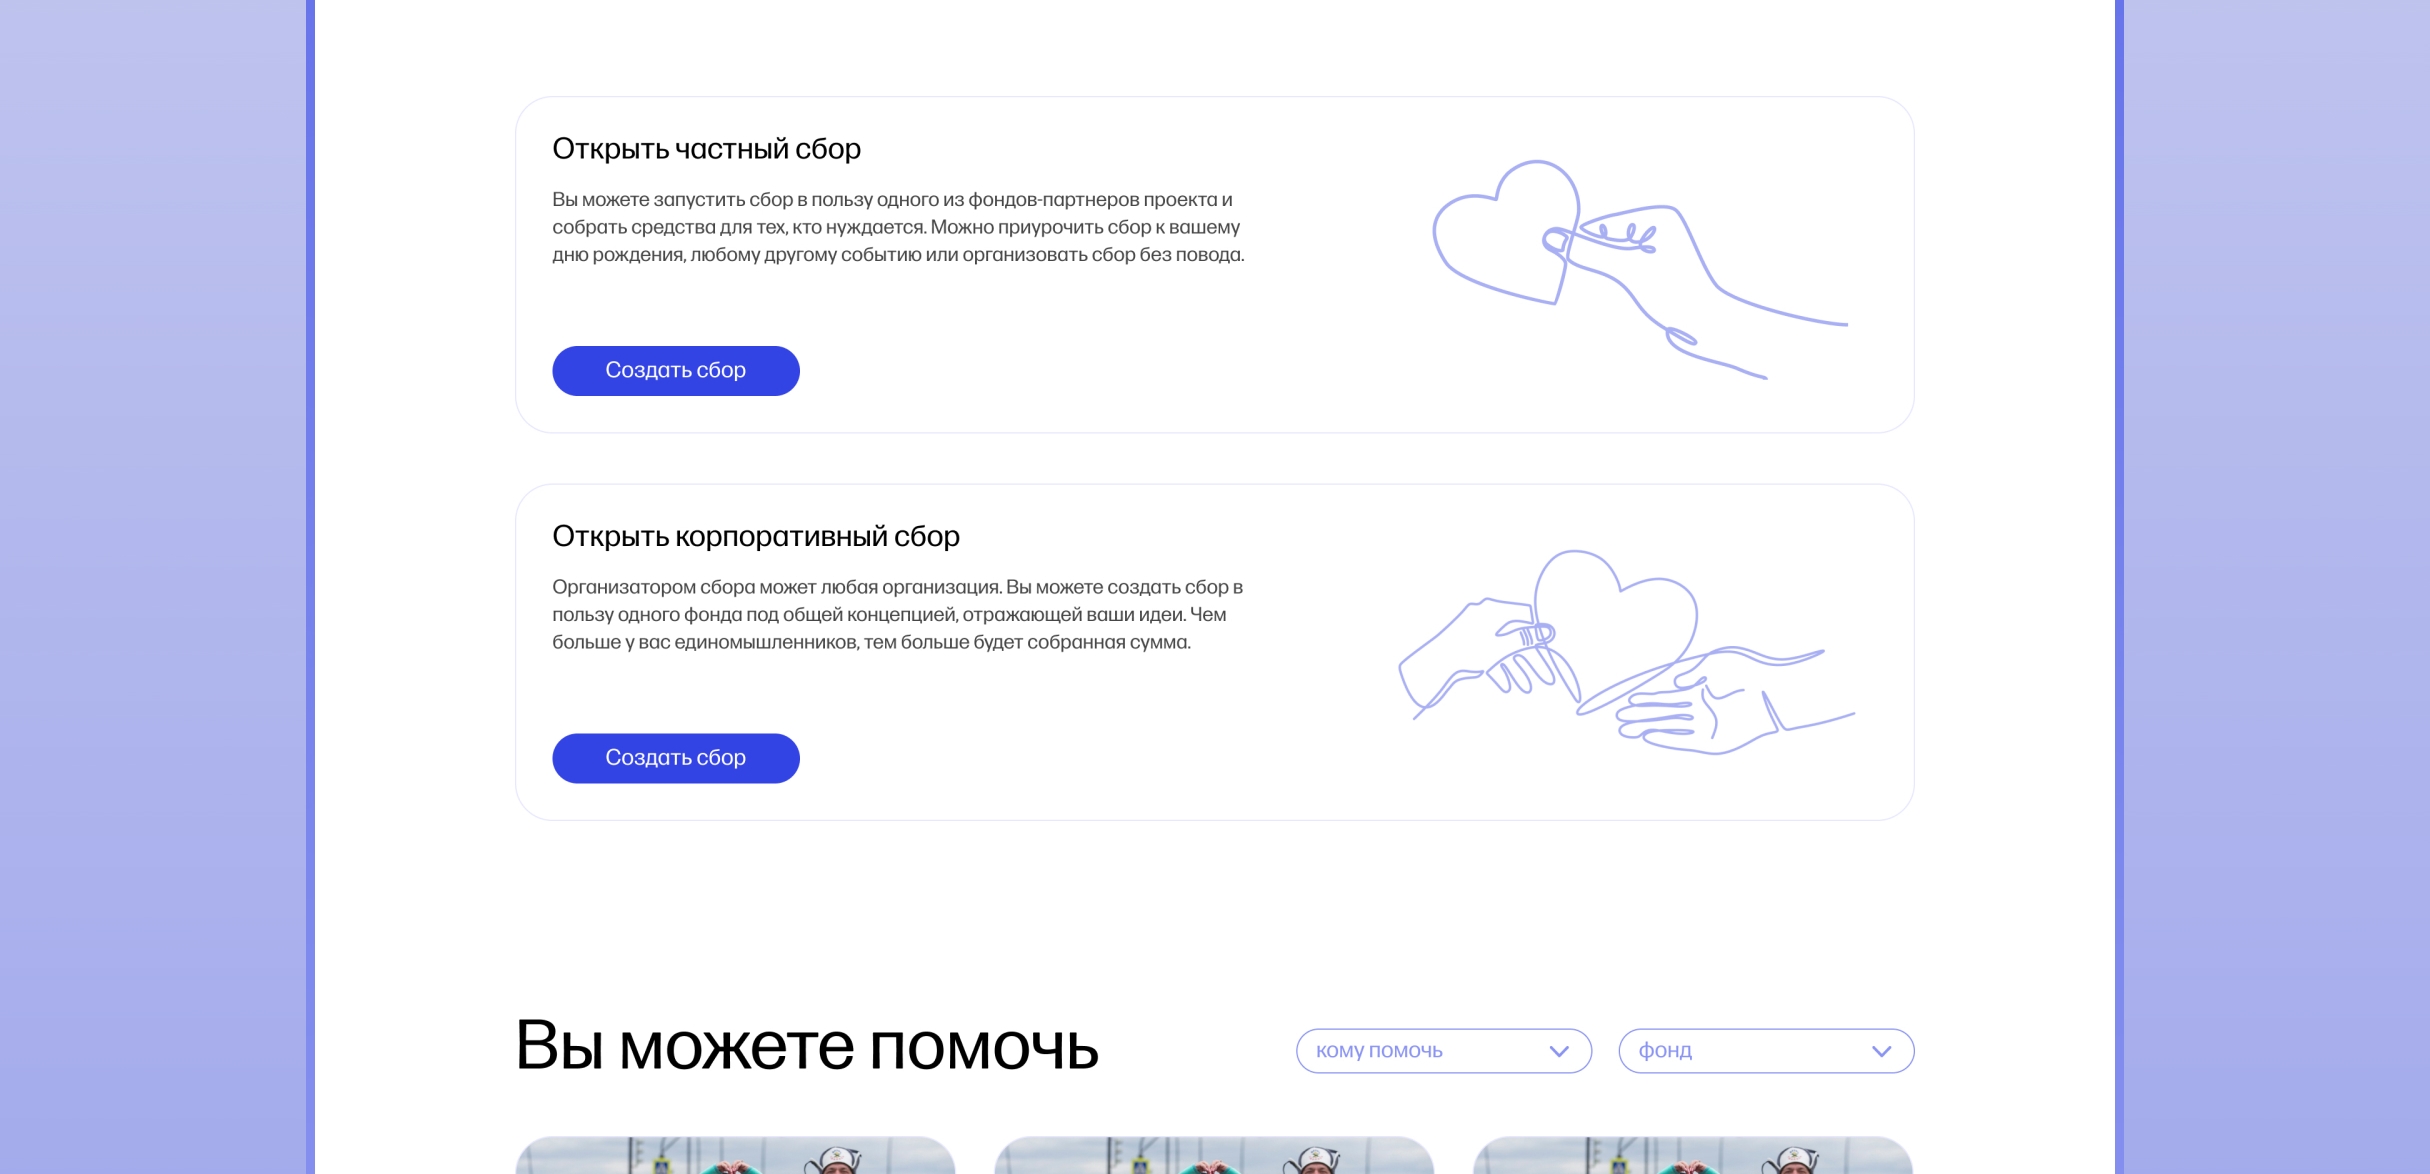 Открыть частный сбор
Вы можете запустить сбор в пользу одного из фондов-партнеров проекта и
собрать средства для тех, кто нуждается. Можно приурочить сбор к вашему
дню рождения, любому другому событию или организовать сбор без повода.
Создать сбор
Открыть корпоративный сбор
Организатором сбора может любая организация. Вы можете создать сбор в
пользу одного фонда под общей концепцией, отражающей ваши идеи. Чем
больше у вас единомышленников, тем больше будет собранная сумма.
Создать сбор
Вы можете помочь
кому помочь
фонд